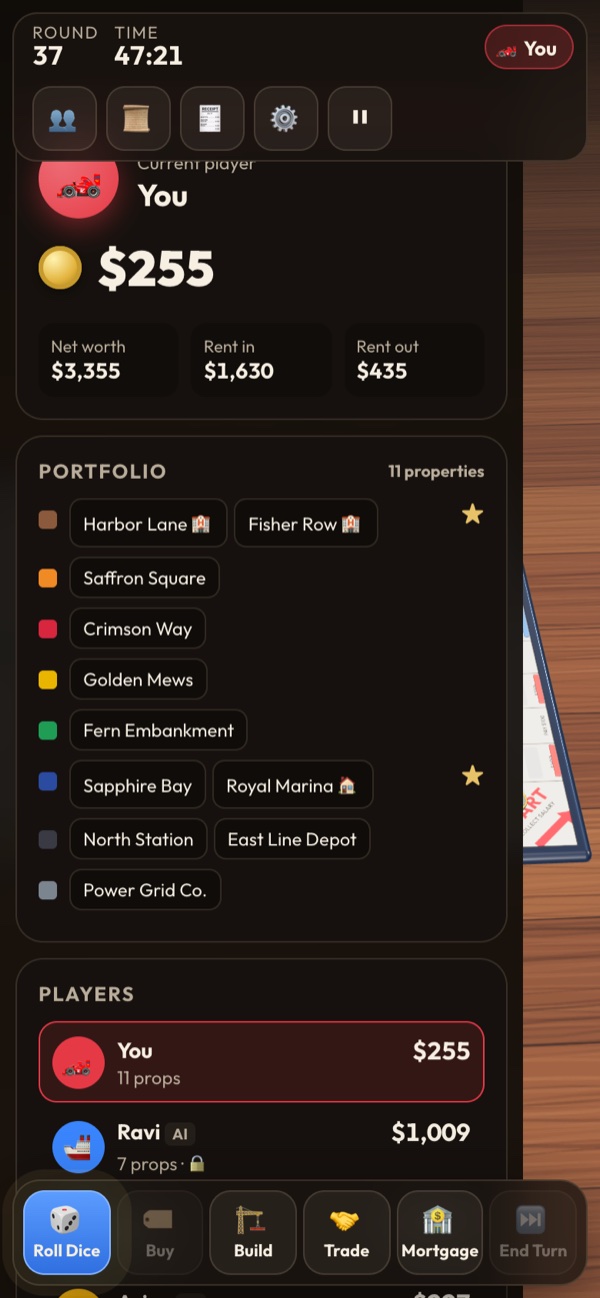 ROUND TIME
37 47:21
You
RECEIPT
Current player
You
$255
Net worth
$3,355
Rent in
$1,630
Rent out
$435
PORTFOLIO
11 properties
Harbor Lane Fisher Row
Saffron Square
Crimson Way
Golden Mews
Fern Embankment
Sapphire Bay Royal Marina
North Station East Line Depot
Power Grid Co.
PLAYERS
You $255
11 props
Ravi AI $1,009
7 props ·
Roll Dice
Buy
Build
Trade
Mortgage
End Turn